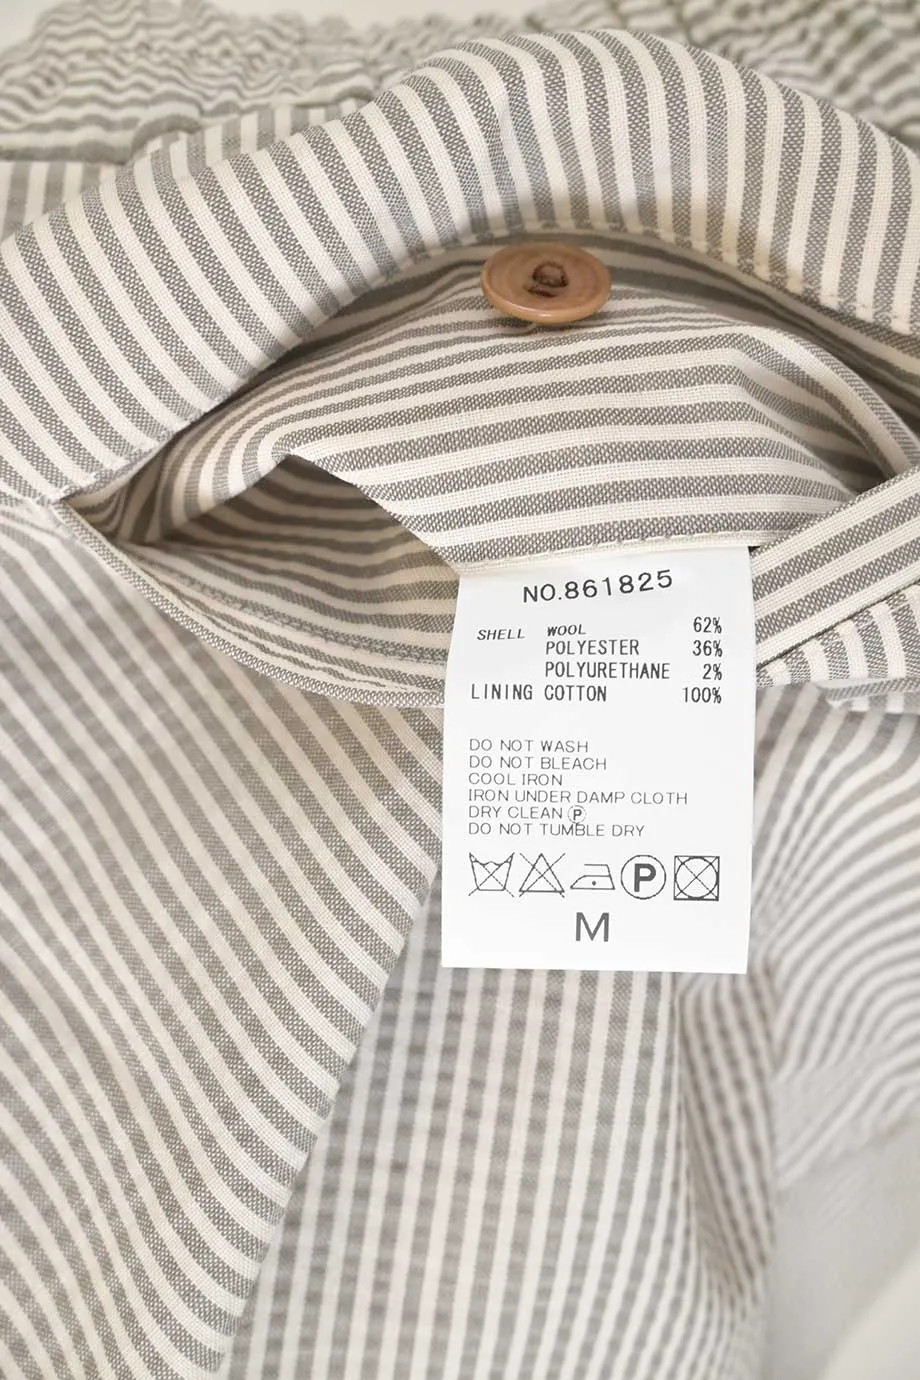 NO.861825
SHELL WOOL 62%
POLYESTER 36%
POLYURETHANE 2%
LINING COTTON 100%
DO NOT WASH
DO NOT BLEACH
COOL IRON
IRON UNDER DAMP CLOTH
DRY CLEAN Ⓟ
DO NOT TUMBLE DRY
P
M